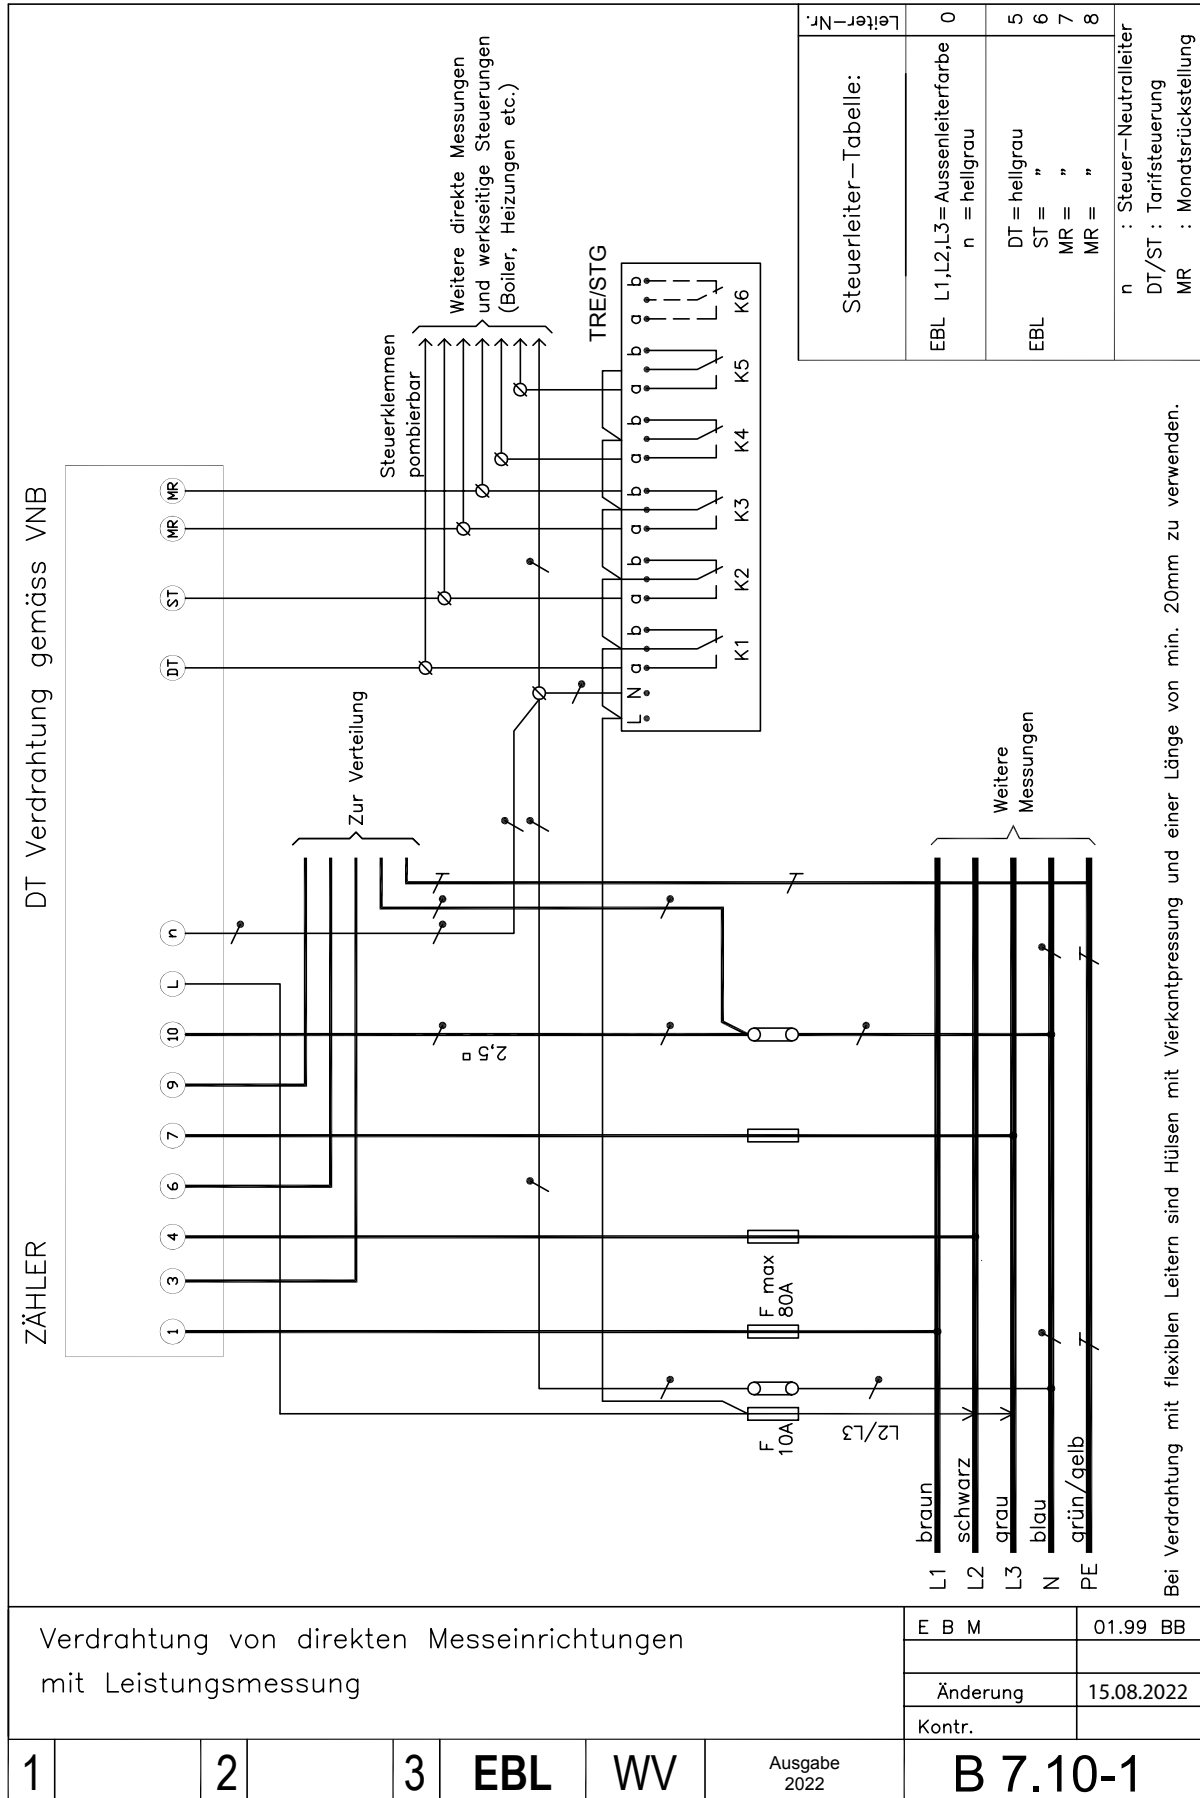 DT Verdrahtung gemäss VNB
ZÄHLER
1
3
4
6
7
9
10
L
n
DT
ST
MR
MR
Zur Verteilung
Steuerklemmen
pombierbar
Weitere direkte Messungen
und werkseitige Steuerungen
(Boiler, Heizungen etc.)
2,5 □
TRE/STG
L N a b a b a b a b a b a b
K1 K2 K3 K4 K5 K6
F
10A
F max
80A
L2/L3
Weitere
Messungen
L1 braun
L2 schwarz
L3 grau
N blau
PE grün/gelb
Steuerleiter-Tabelle:
Leiter-Nr.
EBL L1,L2,L3 = Aussenleiterfarbe 0
n = hellgrau
EBL DT = hellgrau 5
ST = " 6
MR = " 7
MR = " 8
n : Steuer-Neutralleiter
DT/ST : Tarifsteuerung
MR : Monatsrückstellung
Bei Verdrahtung mit flexiblen Leitern sind Hülsen mit Vierkantpressung und einer Länge von min. 20mm zu verwenden.
Verdrahtung von direkten Messeinrichtungen
mit Leistungsmessung
E B M 01.99 BB
Änderung 15.08.2022
Kontr.
1 2 3 EBL WV
Ausgabe
2022
B 7.10-1